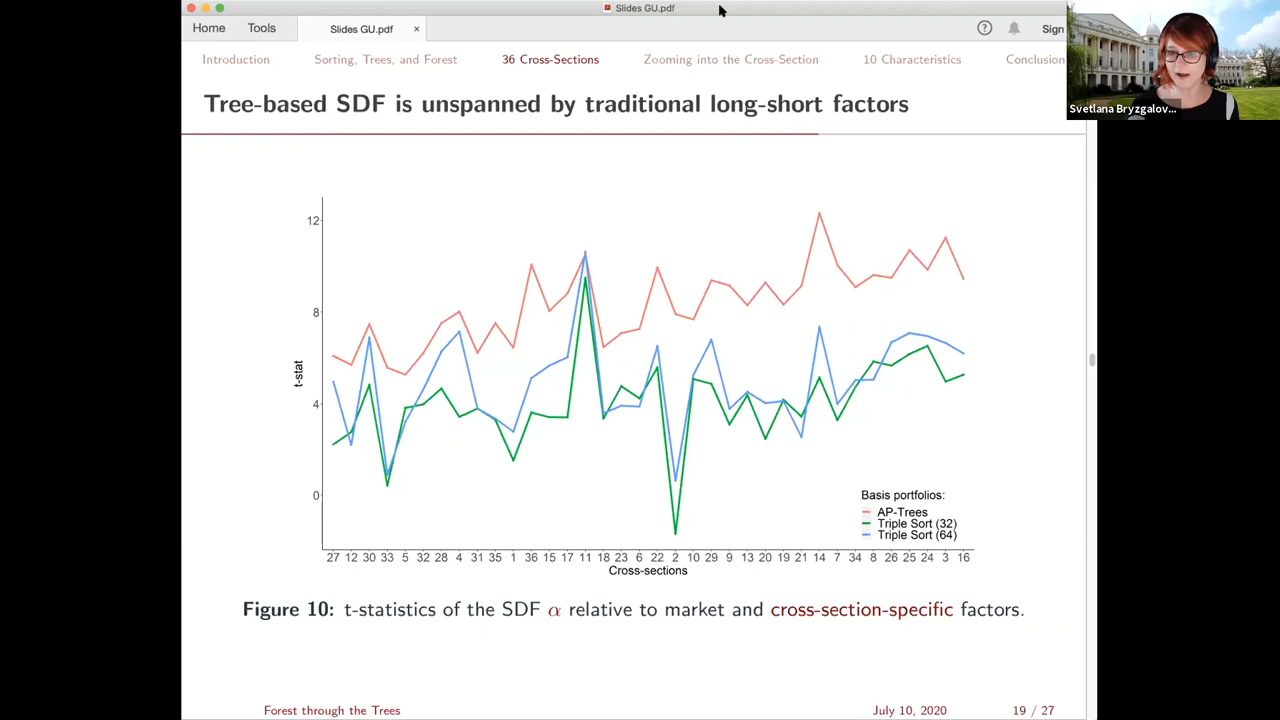 Slides GU.pdf
Home Tools Slides GU.pdf × ? Sign
Introduction Sorting, Trees, and Forest 36 Cross-Sections Zooming into the Cross-Section 10 Characteristics Conclusion
Svetlana Bryzgalov...
Tree-based SDF is unspanned by traditional long-short factors
12
8
4
0
t-stat
Basis portfolios:
AP-Trees
Triple Sort (32)
Triple Sort (64)
27 12 30 33 5 32 28 4 31 35 1 36 15 17 11 18 23 6 22 2 10 29 9 13 20 19 21 14 7 34 8 26 25 24 3 16
Cross-sections
Figure 10: t-statistics of the SDF α relative to market and cross-section-specific factors.
Forest through the Trees July 10, 2020 19 / 27